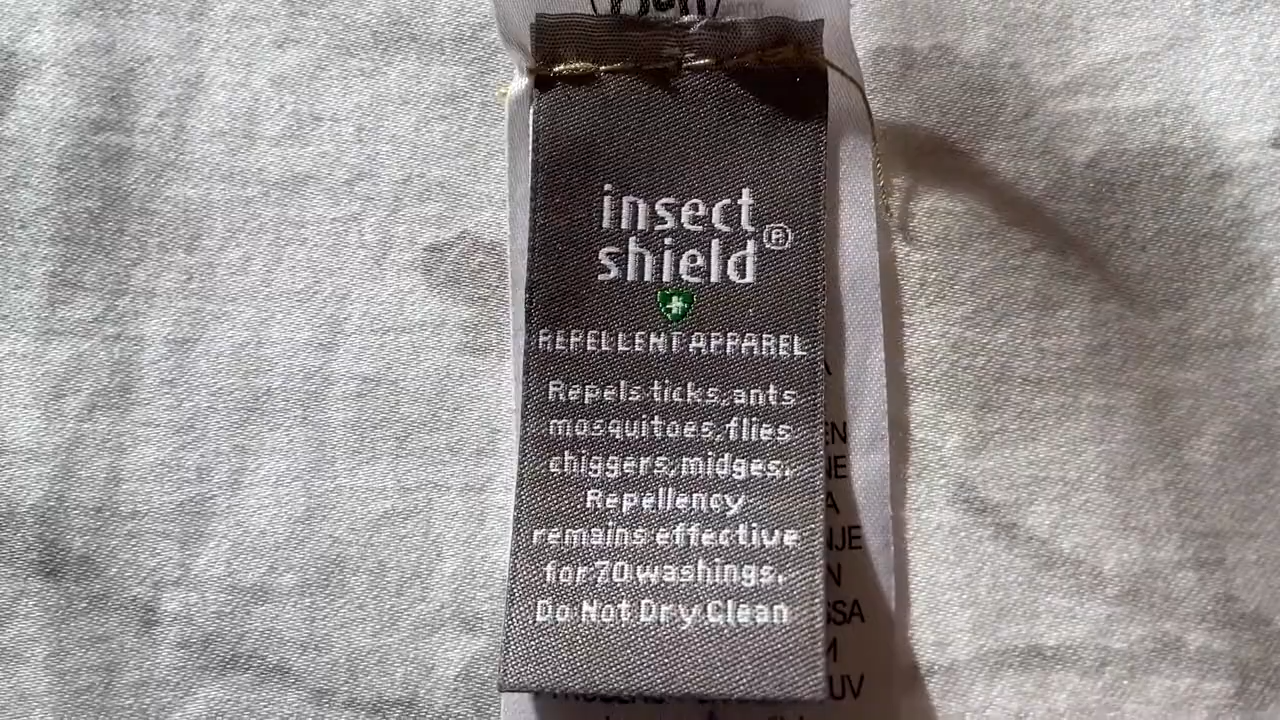 insect
shield®
REPELLENT APPAREL
Repels ticks, ants
mosquitoes, flies
chiggers, midges.
Repellency
remains effective
for 70 washings.
Do Not Dry Clean